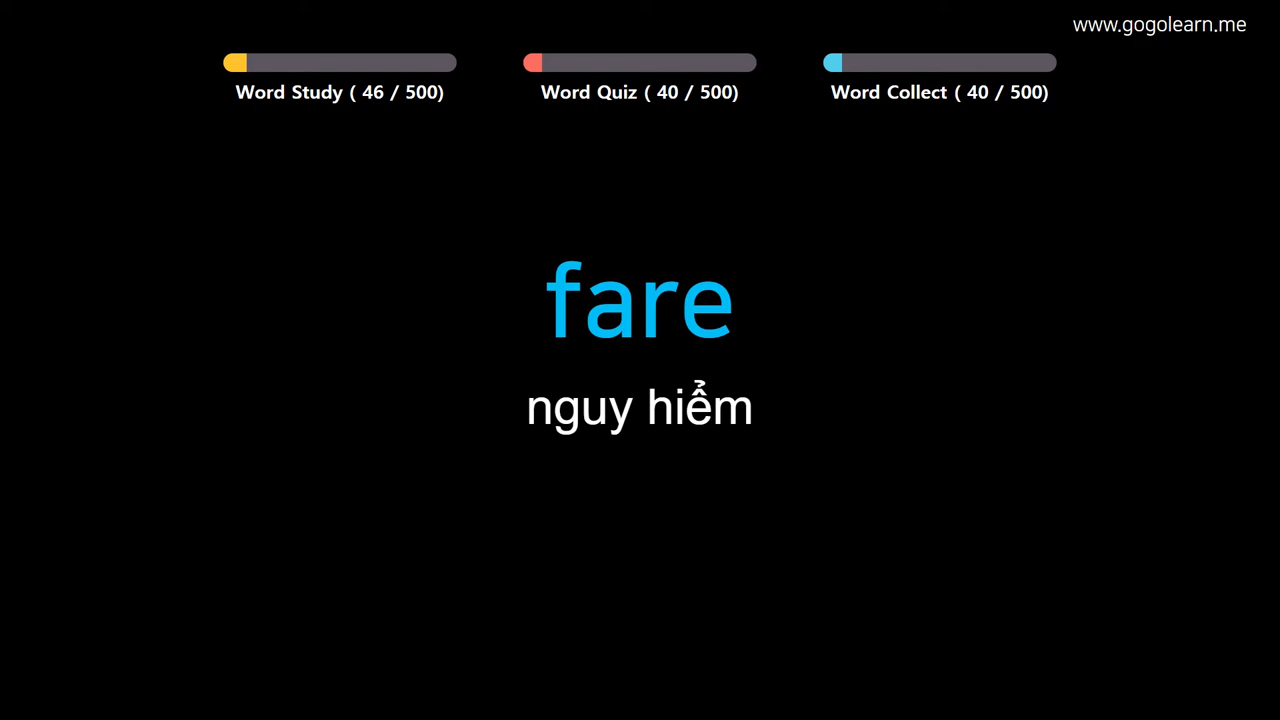 www.gogolearn.me
Word Study ( 46 / 500)
Word Quiz ( 40 / 500)
Word Collect ( 40 / 500)
fare
nguy hiểm